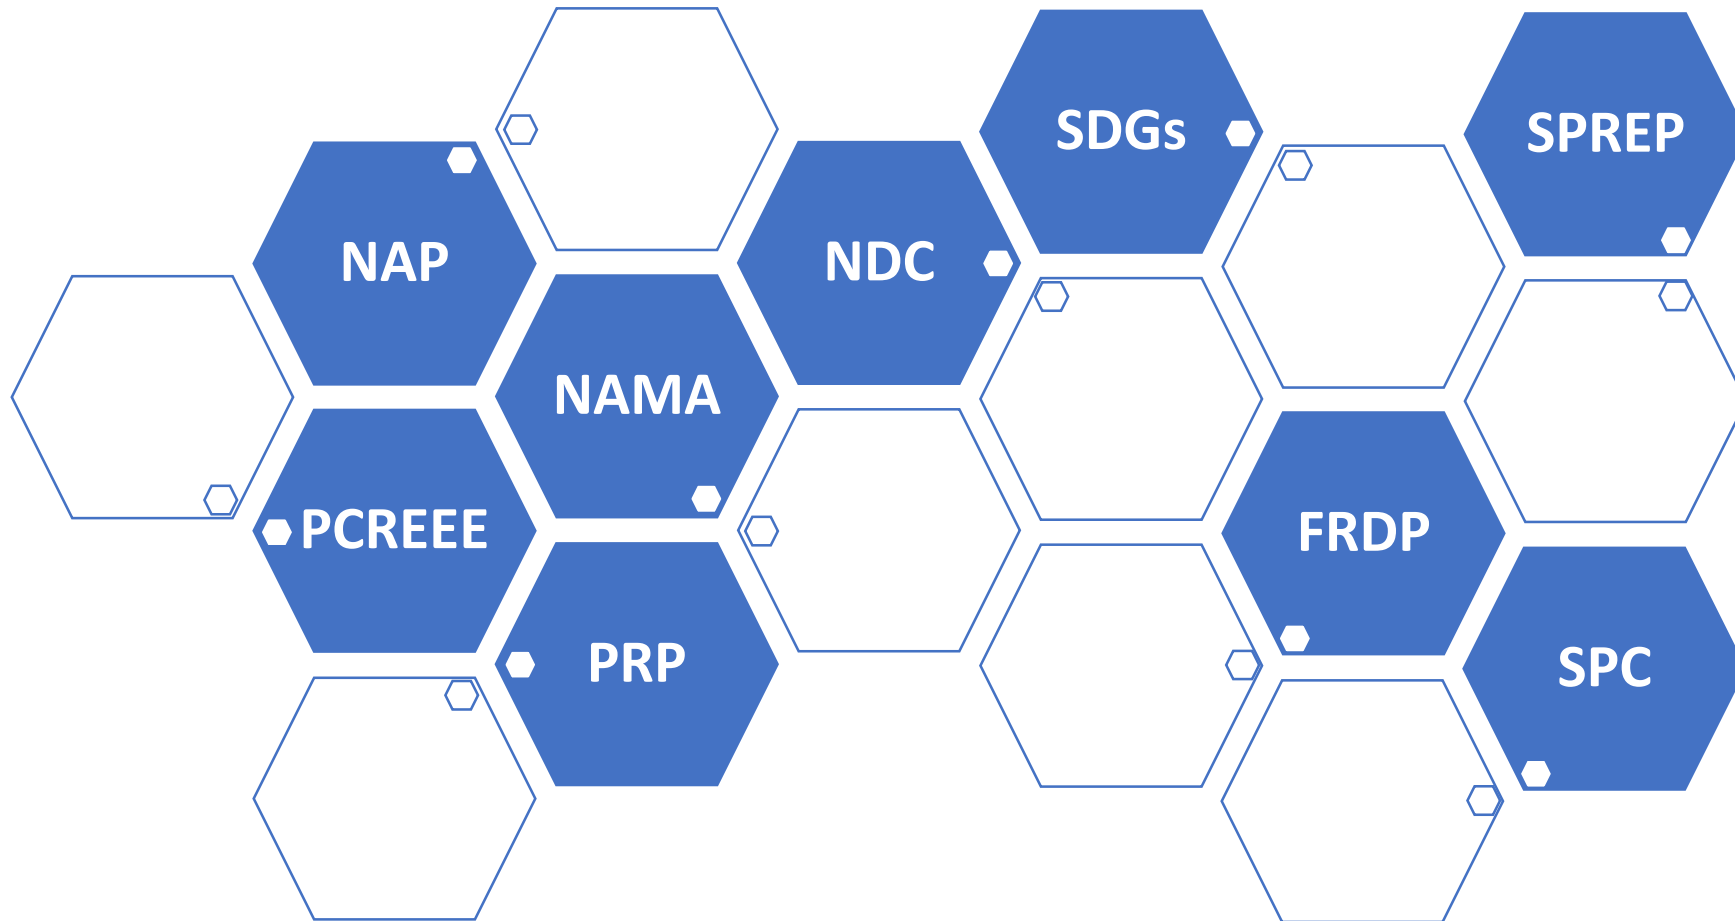 SDGs
SPREP
NAP
NDC
NAMA
PCREEE
FRDP
PRP
SPC